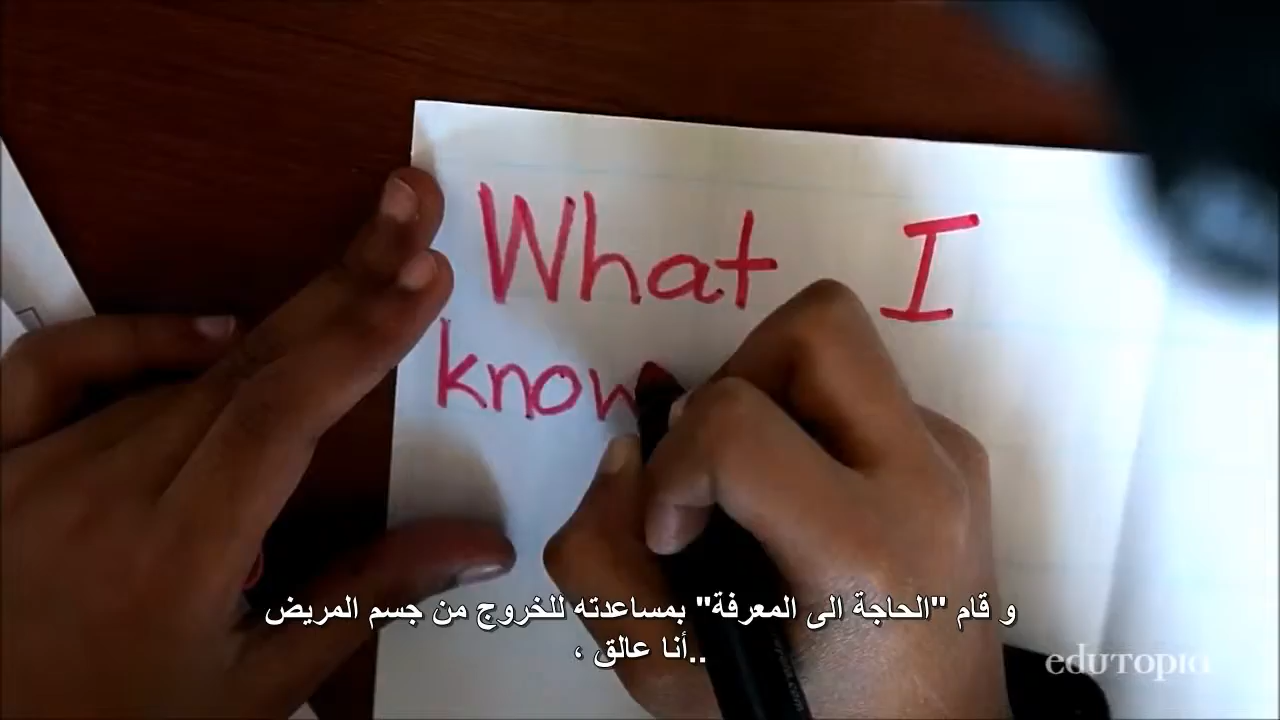 What I
know
و قام "الحاجة الى المعرفة" بمساعدته للخروج من جسم المريض
..أنا عالق ،
edutopia